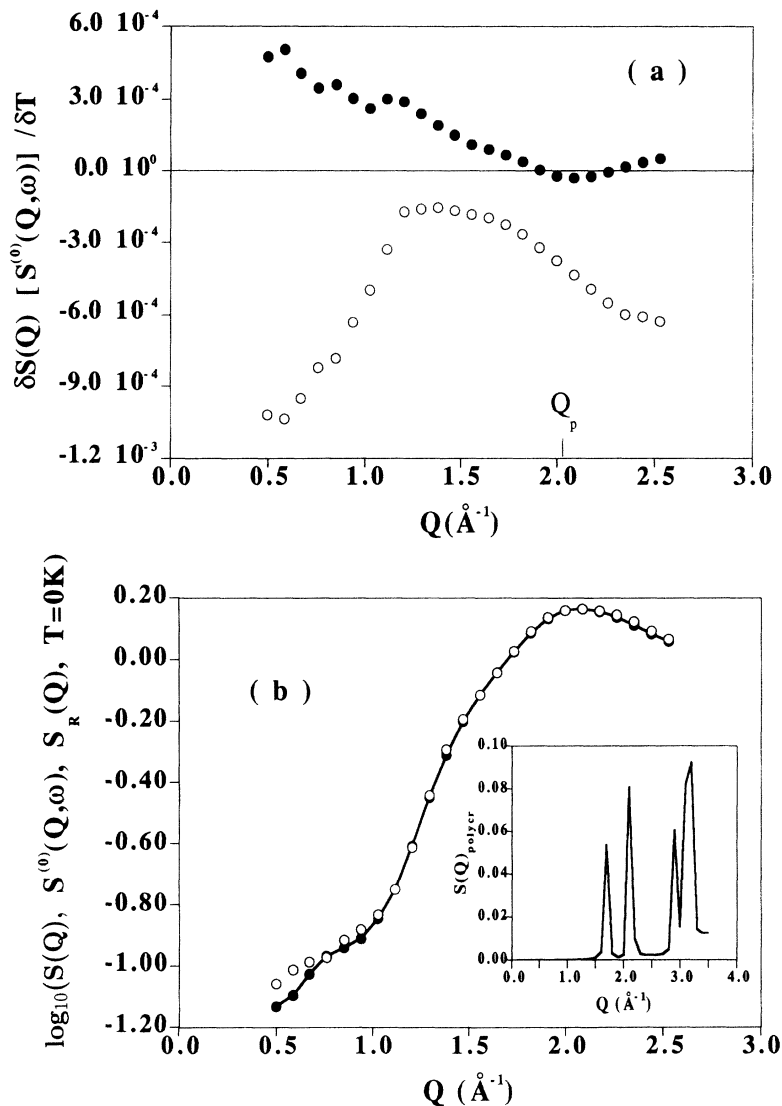 6.0 10⁻⁴
3.0 10⁻⁴
0.0 10⁰
-3.0 10⁻⁴
-6.0 10⁻⁴
-9.0 10⁻⁴
-1.2 10⁻³
δS(Q) [S⁽⁰⁾(Q,ω)] /δT
( a )
Qₚ
0.0 0.5 1.0 1.5 2.0 2.5 3.0
Q(Å⁻¹)
0.20
0.00
-0.20
-0.40
-0.60
-0.80
-1.00
-1.20
log₁₀(S(Q), S⁽⁰⁾(Q,ω), S_R(Q), T=0K)
( b )
0.10
0.08
0.06
0.04
0.02
0.00
S(Q)polycr
0.0 1.0 2.0 3.0 4.0
Q (Å⁻¹)
0.0 0.5 1.0 1.5 2.0 2.5 3.0
Q (Å⁻¹)